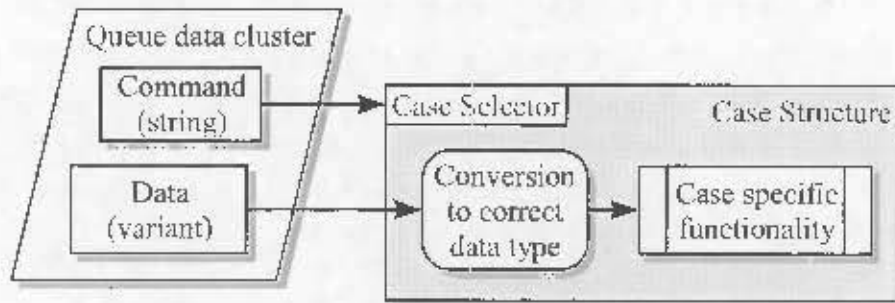 Queue data cluster
Command
(string)
Data
(variant)
Case Selector
Case Structure
Conversion
to correct
data type
Case specific
functionality